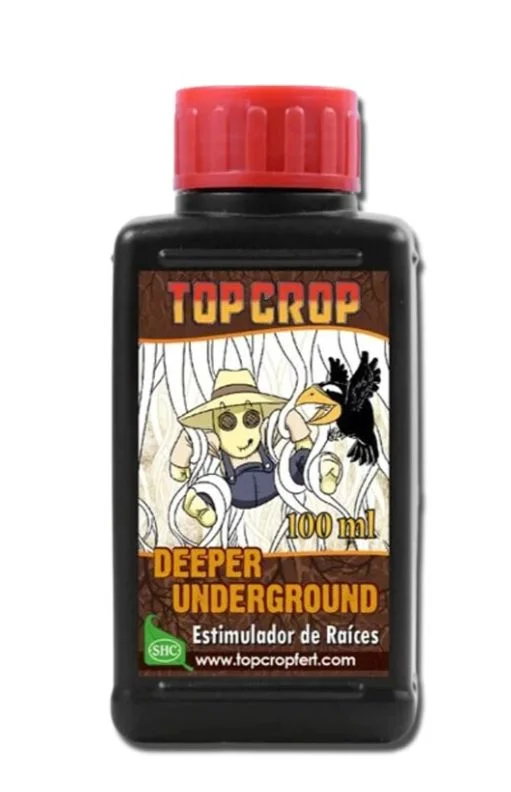 TOP CROP
100 ml
DEEPER
UNDERGROUND
Estimulador de Raíces
SHC
www.topcropfert.com